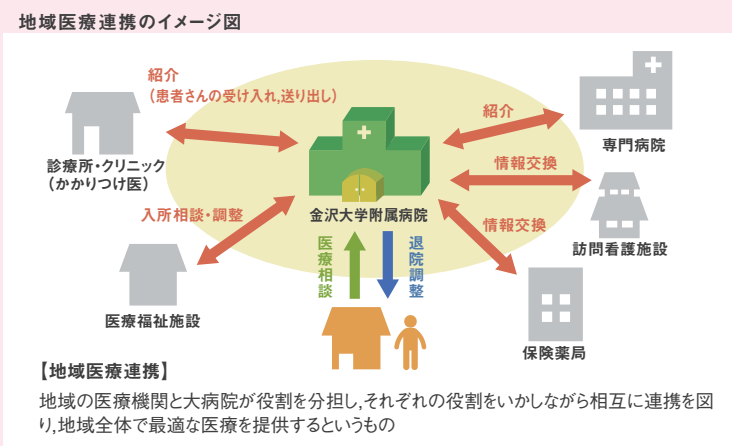 地域医療連携のイメージ図
紹介
（患者さんの受け入れ,送り出し）
紹介
専門病院
診療所・クリニック
（かかりつけ医）
情報交換
入所相談・調整
金沢大学附属病院
情報交換
訪問看護施設
医療相談
退院調整
医療福祉施設
保険薬局
【地域医療連携】
地域の医療機関と大病院が役割を分担し,それぞれの役割をいかしながら相互に連携を図
り,地域全体で最適な医療を提供するというもの